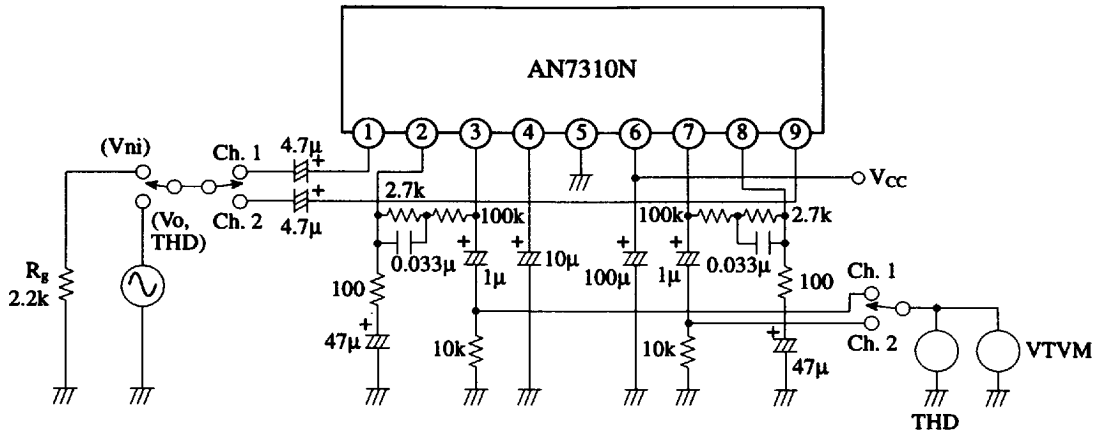 AN7310N
1 2 3 4 5 6 7 8 9
(Vni)
Ch. 1
4.7μ
+
+
Ch. 2
4.7μ
(Vo,
THD)
Rg
2.2k
2.7k
100k
0.033μ
100
+
47μ
+
1μ
10k
+
10μ
+
100μ
VCC
100k
2.7k
+
1μ
0.033μ
100
10k
+
47μ
Ch. 1
Ch. 2
VTVM
THD